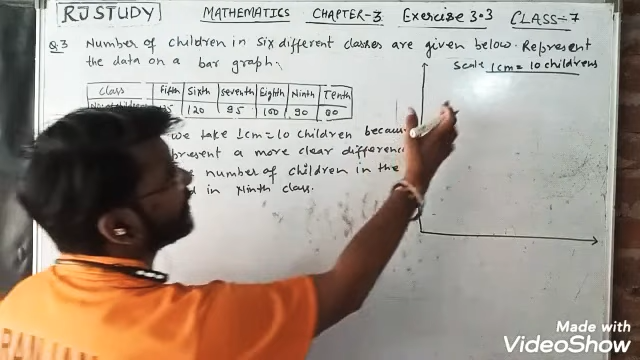 RJ STUDY MATHEMATICS CHAPTER-3 Exercise 3.3 CLASS-7
Q.3 Number of children in six different classes are given below. Represent
the data on a bar graph:
Scale 1cm = 10 childrens
Class Fifth Sixth Seventh Eighth Ninth Tenth
120 95 100 90 80
we take 1cm = 10 children
a more clear difference
number of children in the
in Ninth class.
Made with
VideoShow